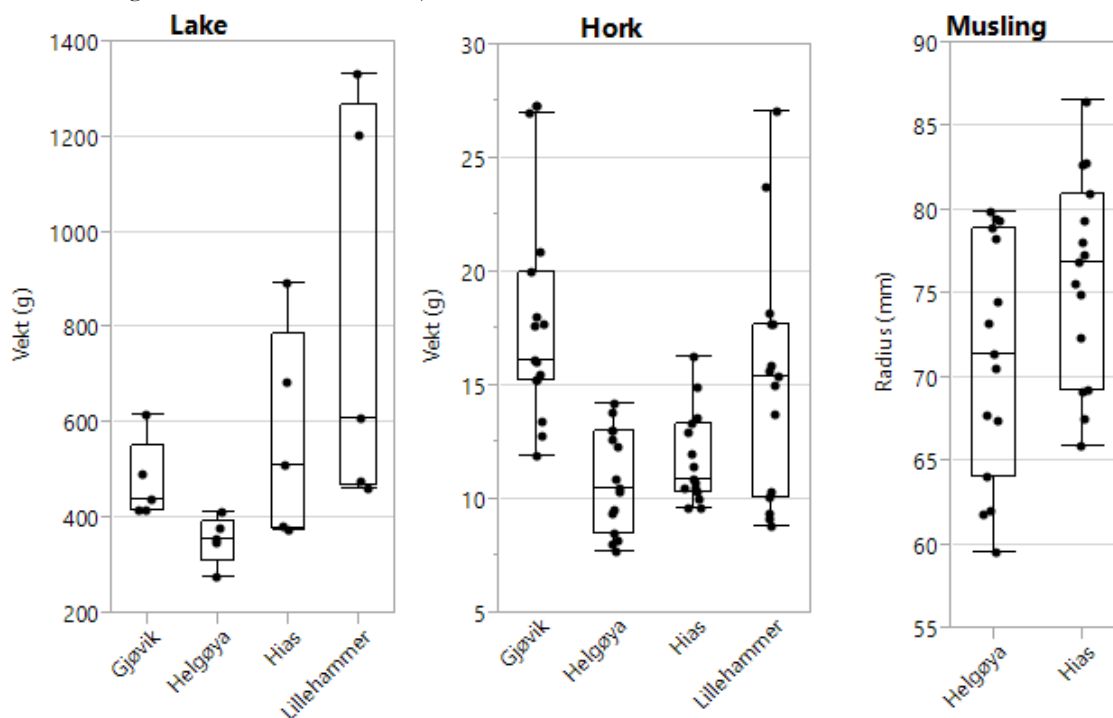 Lake
Vekt (g)
1400
1200
1000
800
600
400
200
Gjøvik
Helgøya
Hias
Lillehammer
Hork
Vekt (g)
30
25
20
15
10
5
Gjøvik
Helgøya
Hias
Lillehammer
Musling
Radius (mm)
90
85
80
75
70
65
60
55
Helgøya
Hias